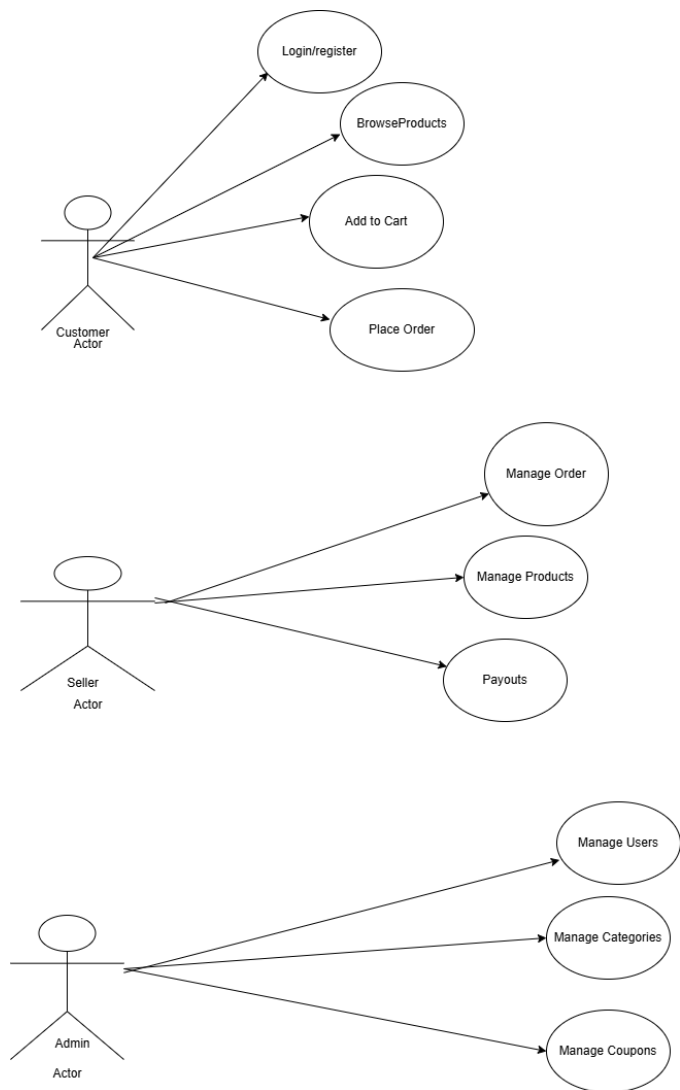 Login/register
BrowseProducts
Add to Cart
Place Order
Customer
Actor
Manage Order
Manage Products
Payouts
Seller
Actor
Manage Users
Manage Categories
Manage Coupons
Admin
Actor